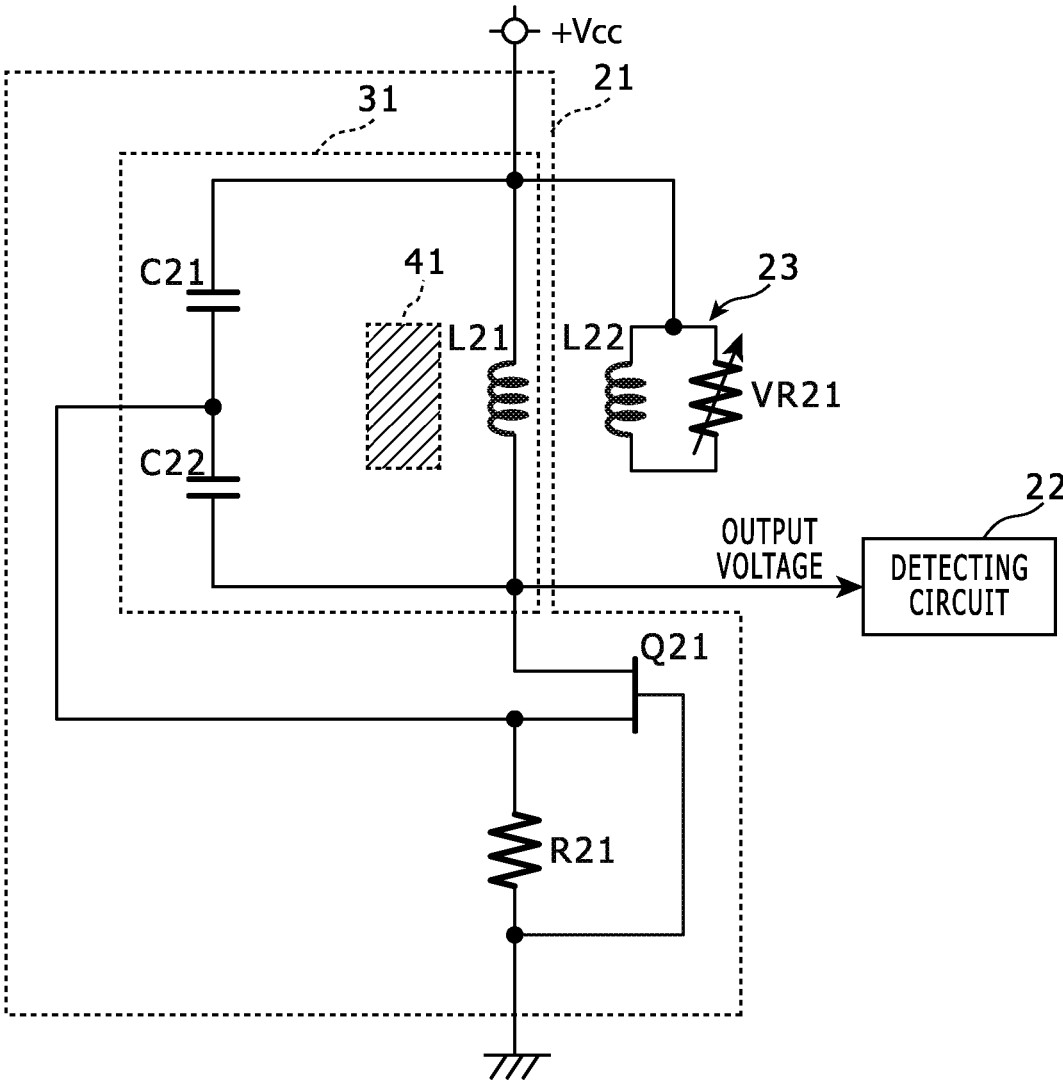 +Vcc
21
31
41
23
C21
L21
L22
VR21
C22
22
OUTPUT
VOLTAGE
DETECTING
CIRCUIT
Q21
R21